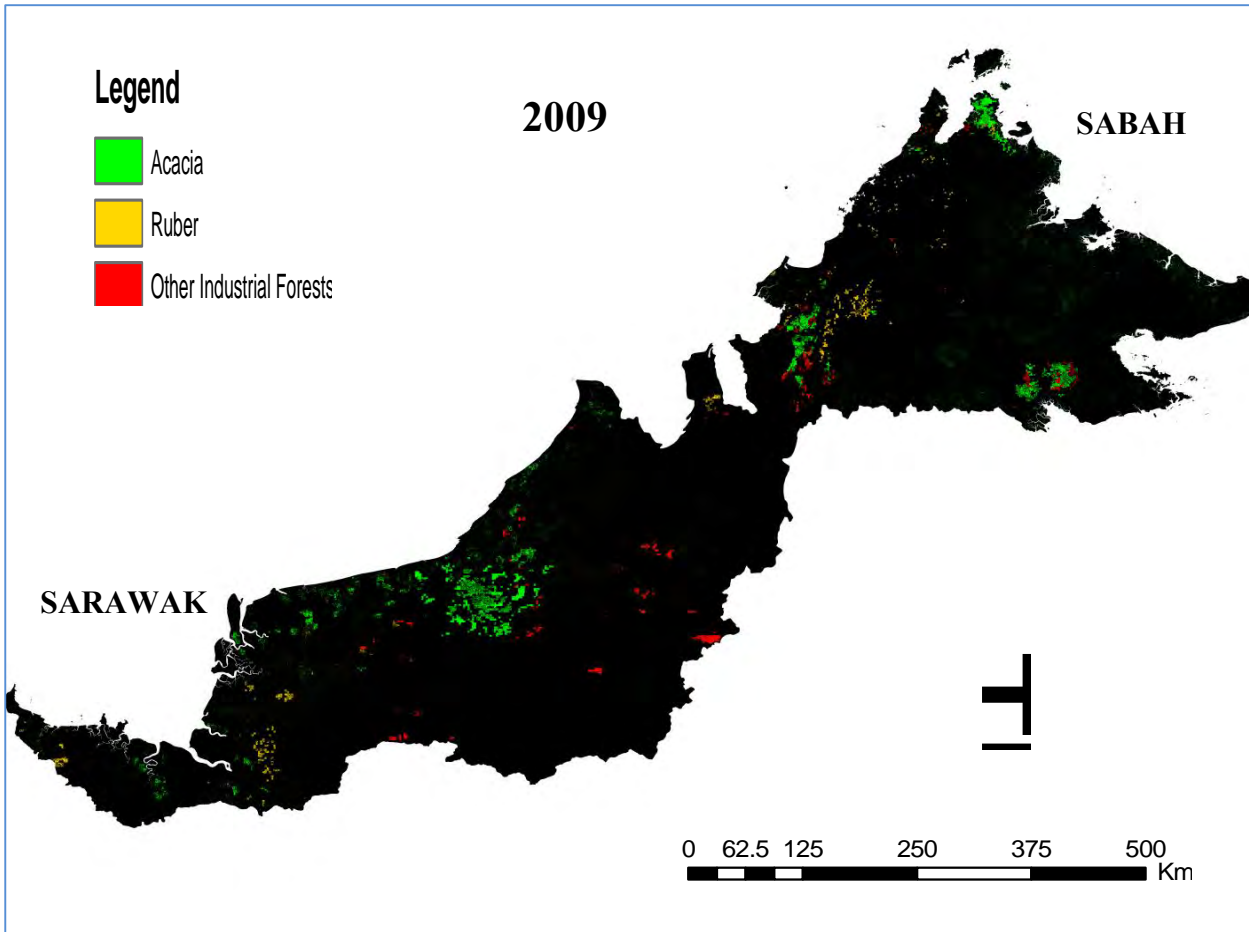 Legend
2009
SABAH
Acacia
Ruber
Other Industrial Forests
SARAWAK
0 62.5 125 250 375 500
Km